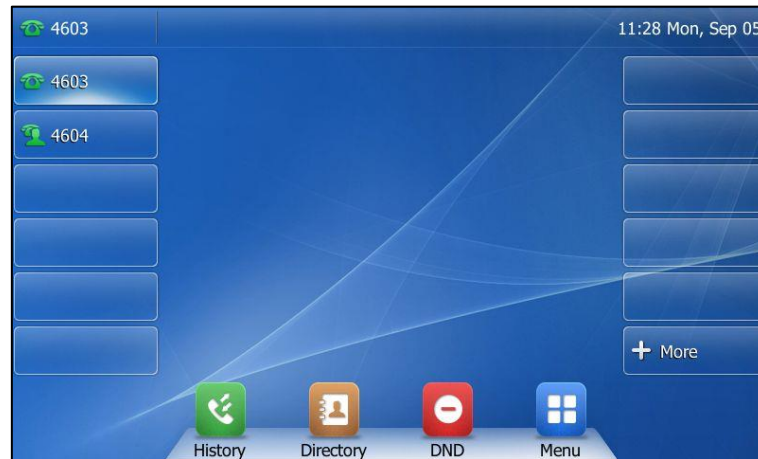 4603
11:28 Mon, Sep 05
4603
4604
More
History
Directory
DND
Menu